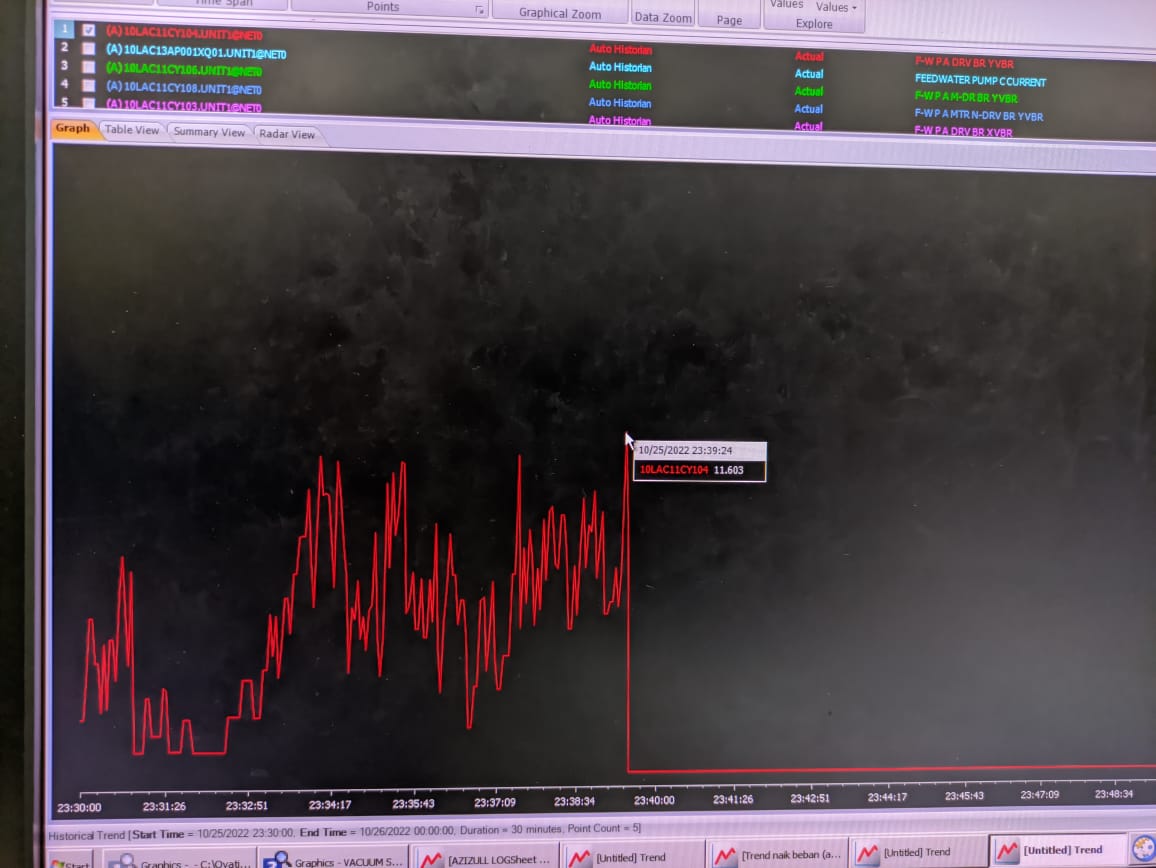 Time Span
Points
Graphical Zoom
Data Zoom
Page
Values Values
Explore
1 (A) 10LAC11CY104.UNIT1@NET0 Auto Historian Actual F-W P A DRV BR YVBR
2 (A) 10LAC13AP001XQ01.UNIT1@NET0 Auto Historian Actual FEEDWATER PUMP C CURRENT
3 (A) 10LAC11CY106.UNIT1@NET0 Auto Historian Actual F-W P A M-DR BR YVBR
4 (A) 10LAC11CY108.UNIT1@NET0 Auto Historian Actual F-W P A MTR N-DRV BR YVBR
5 (A) 10LAC11CY103.UNIT1@NET0 Auto Historian Actual F-W P A DRV BR XVBR
Graph Table View Summary View Radar View
10/25/2022 23:39:24
10LAC11CY104 11.603
23:30:00 23:31:26 23:32:51 23:34:17 23:35:43 23:37:09 23:38:34 23:40:00 23:41:26 23:42:51 23:44:17 23:45:43 23:47:09 23:48:34
Historical Trend [Start Time = 10/25/2022 23:30:00, End Time = 10/26/2022 00:00:00, Duration = 30 minutes, Point Count = 5]
Start Graphics - - C:\Ovati... Graphics - VACUUM S... [AZIZULL LOGSheet ... [Untitled] Trend [Trend naik beban (a... [Untitled] Trend [Untitled] Trend